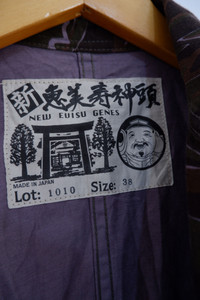 新恵美寿神頭
NEW EVISU GENES
MADE IN JAPAN
Lot: 1010 Size: 38